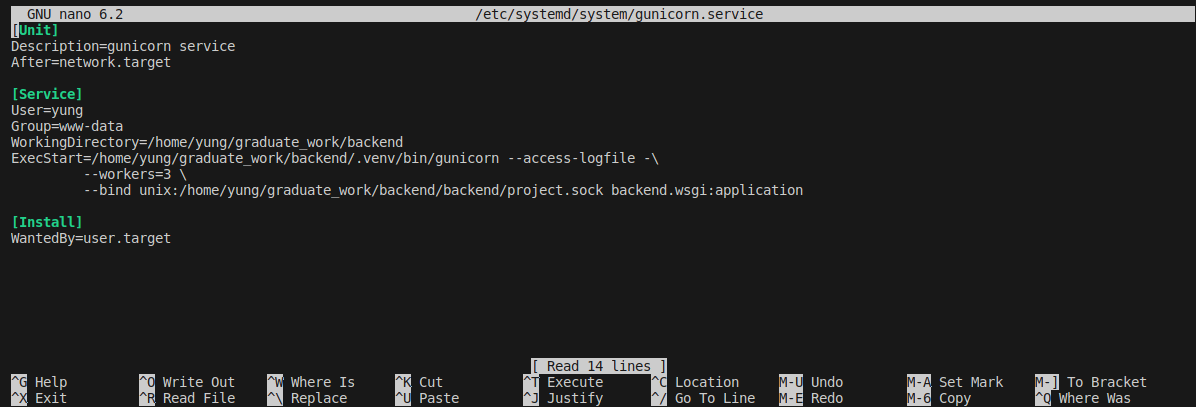 GNU nano 6.2 /etc/systemd/system/gunicorn.service
[Unit]
Description=gunicorn service
After=network.target
[Service]
User=yung
Group=www-data
WorkingDirectory=/home/yung/graduate_work/backend
ExecStart=/home/yung/graduate_work/backend/.venv/bin/gunicorn --access-logfile -\
--workers=3 \
--bind unix:/home/yung/graduate_work/backend/backend/project.sock backend.wsgi:application
[Install]
WantedBy=user.target
[ Read 14 lines ]
^G Help ^O Write Out ^W Where Is ^K Cut ^T Execute ^C Location M-U Undo M-A Set Mark M-] To Bracket
^X Exit ^R Read File ^\ Replace ^U Paste ^J Justify ^/ Go To Line M-E Redo M-6 Copy ^Q Where Was